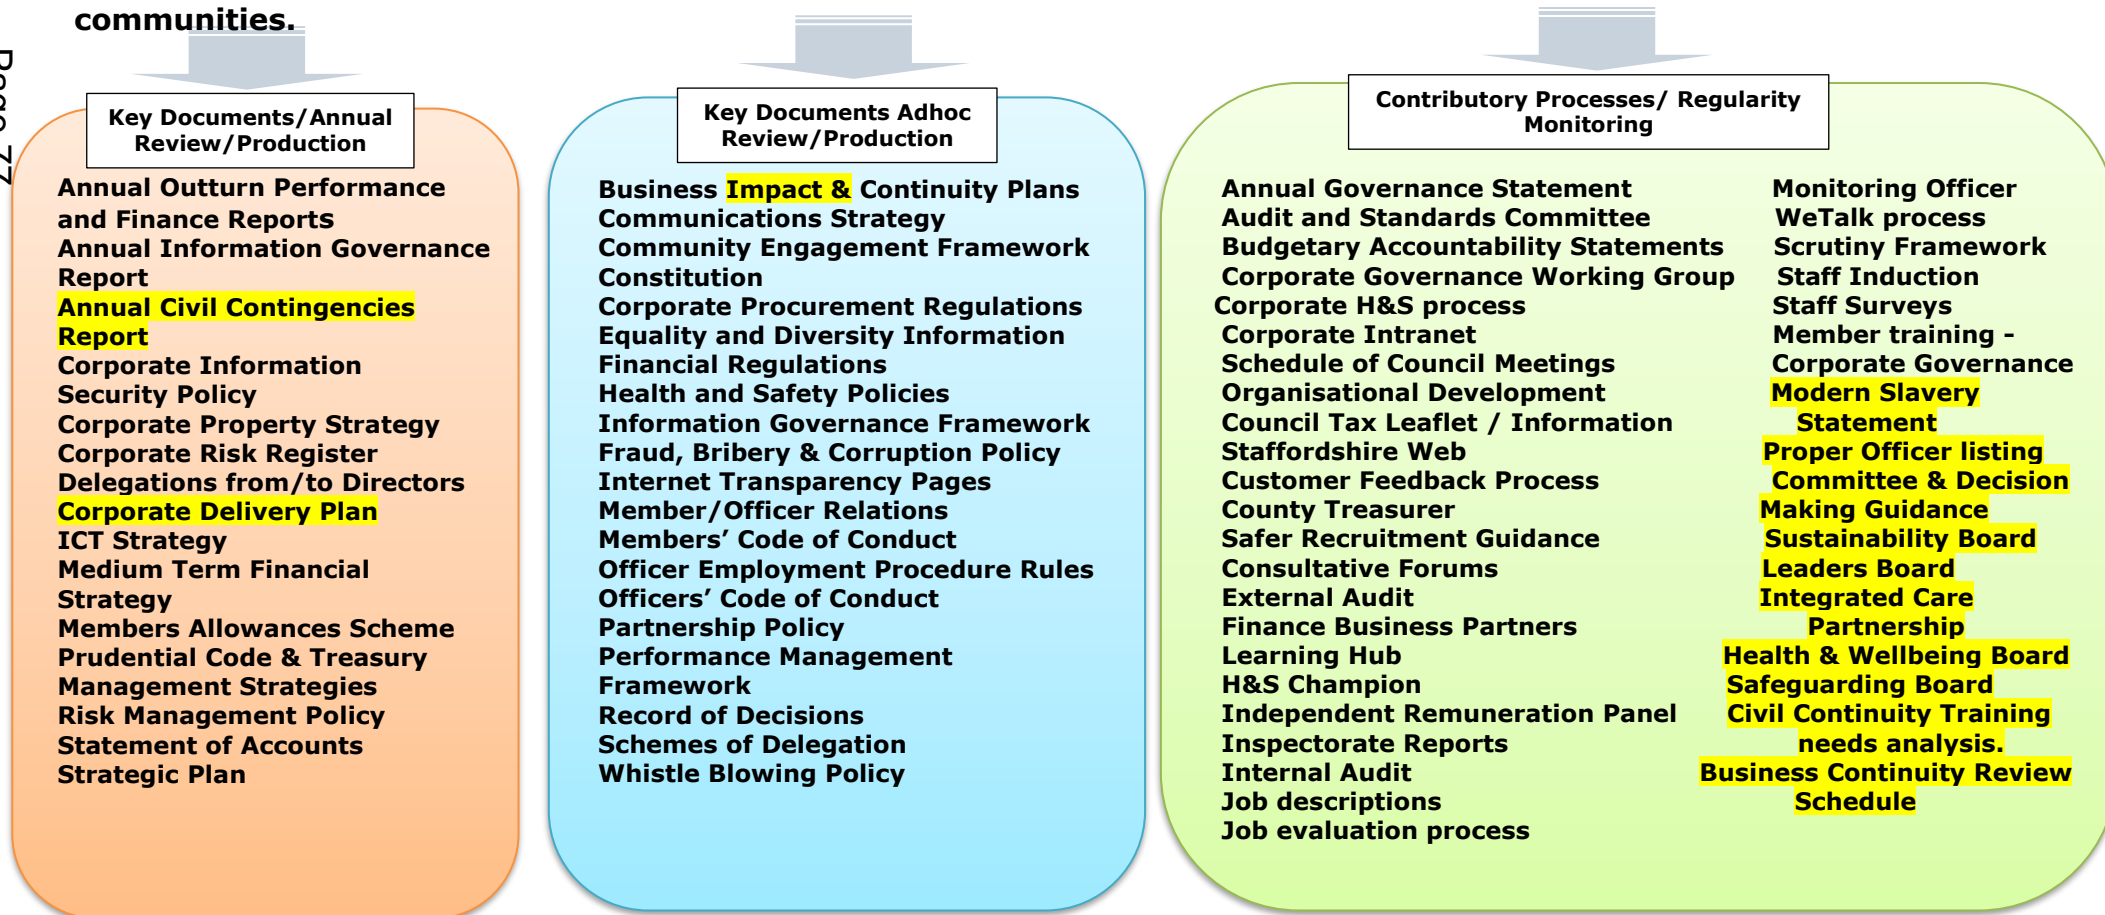 communities.
Page 77
Key Documents/Annual
Review/Production
Annual Outturn Performance
and Finance Reports
Annual Information Governance
Report
Annual Civil Contingencies
Report
Corporate Information
Security Policy
Corporate Property Strategy
Corporate Risk Register
Delegations from/to Directors
Corporate Delivery Plan
ICT Strategy
Medium Term Financial
Strategy
Members Allowances Scheme
Prudential Code & Treasury
Management Strategies
Risk Management Policy
Statement of Accounts
Strategic Plan
Key Documents Adhoc
Review/Production
Business Impact & Continuity Plans
Communications Strategy
Community Engagement Framework
Constitution
Corporate Procurement Regulations
Equality and Diversity Information
Financial Regulations
Health and Safety Policies
Information Governance Framework
Fraud, Bribery & Corruption Policy
Internet Transparency Pages
Member/Officer Relations
Members’ Code of Conduct
Officer Employment Procedure Rules
Officers’ Code of Conduct
Partnership Policy
Performance Management
Framework
Record of Decisions
Schemes of Delegation
Whistle Blowing Policy
Contributory Processes/ Regularity
Monitoring
Annual Governance Statement
Audit and Standards Committee
Budgetary Accountability Statements
Corporate Governance Working Group
Corporate H&S process
Corporate Intranet
Schedule of Council Meetings
Organisational Development
Council Tax Leaflet / Information
Staffordshire Web
Customer Feedback Process
County Treasurer
Safer Recruitment Guidance
Consultative Forums
External Audit
Finance Business Partners
Learning Hub
H&S Champion
Independent Remuneration Panel
Inspectorate Reports
Internal Audit
Job descriptions
Job evaluation process
Monitoring Officer
WeTalk process
Scrutiny Framework
Staff Induction
Staff Surveys
Member training -
Corporate Governance
Modern Slavery
Statement
Proper Officer listing
Committee & Decision
Making Guidance
Sustainability Board
Leaders Board
Integrated Care
Partnership
Health & Wellbeing Board
Safeguarding Board
Civil Continuity Training
needs analysis.
Business Continuity Review
Schedule